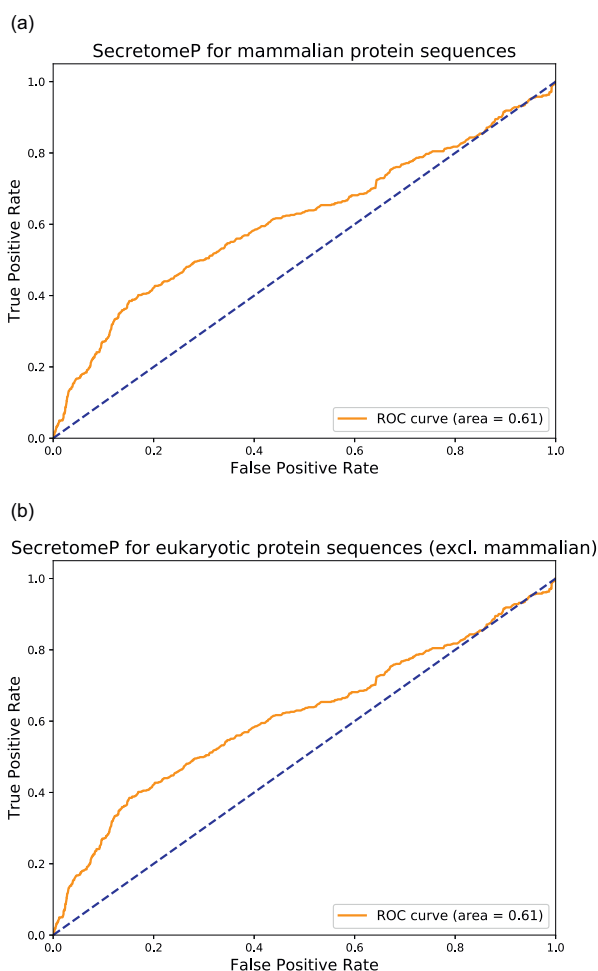 (a)
SecretomeP for mammalian protein sequences
True Positive Rate
1.0
0.8
0.6
0.4
0.2
0.0
ROC curve (area = 0.61)
0.0 0.2 0.4 0.6 0.8 1.0
False Positive Rate
(b)
SecretomeP for eukaryotic protein sequences (excl. mammalian)
True Positive Rate
1.0
0.8
0.6
0.4
0.2
0.0
ROC curve (area = 0.61)
0.0 0.2 0.4 0.6 0.8 1.0
False Positive Rate